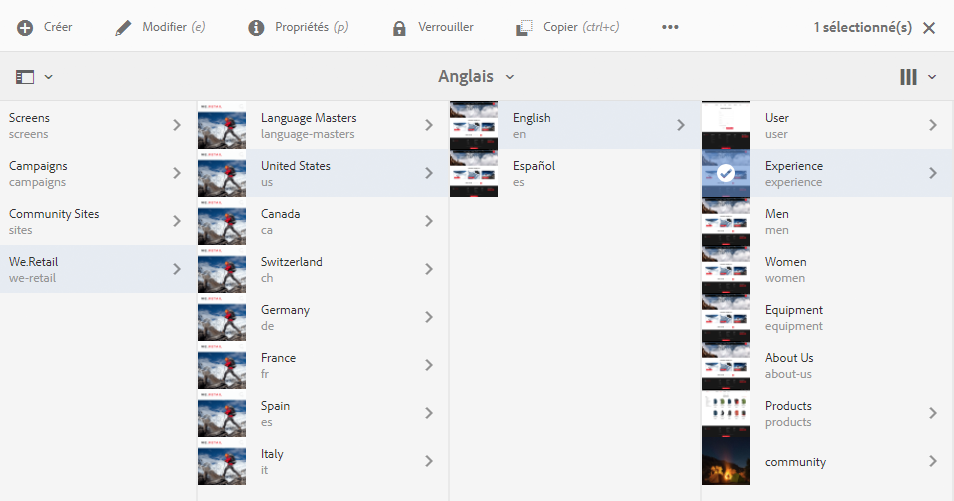 Créer
Modifier (e)
Propriétés (p)
Verrouiller
Copier (ctrl+c)
1 sélectionné(s)
Anglais
Screens
screens
Campaigns
campaigns
Community Sites
sites
We.Retail
we-retail
Language Masters
language-masters
United States
us
Canada
ca
Switzerland
ch
Germany
de
France
fr
Spain
es
Italy
it
English
en
Español
es
User
user
Experience
experience
Men
men
Women
women
Equipment
equipment
About Us
about-us
Products
products
community